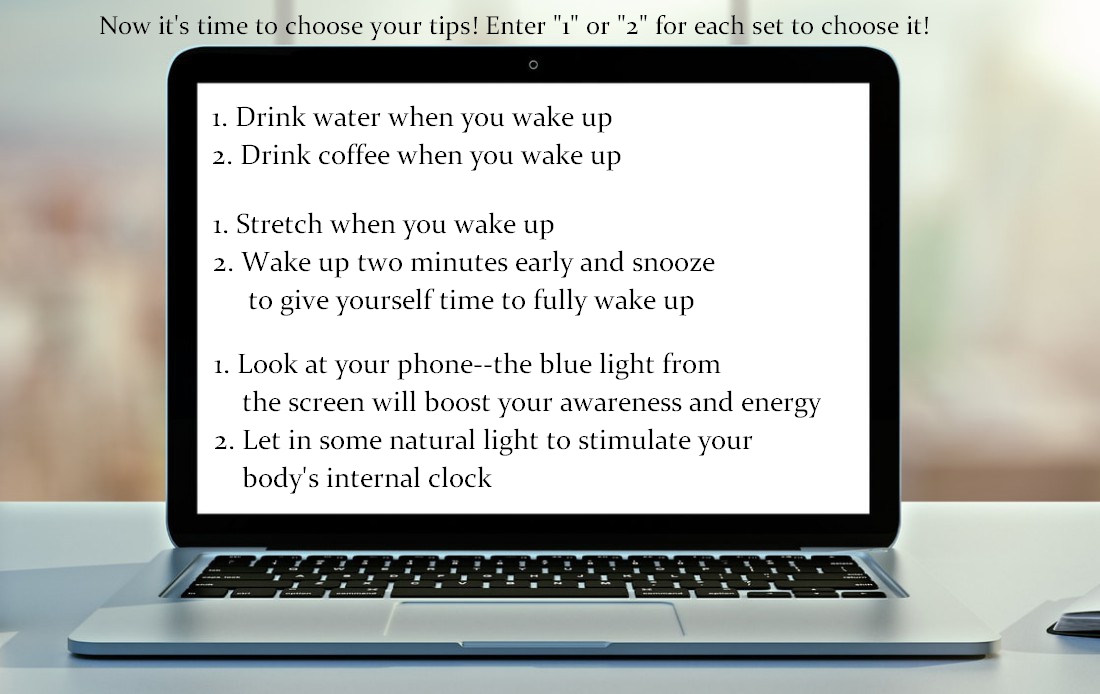 Now it's time to choose your tips! Enter "1" or "2" for each set to choose it!
1. Drink water when you wake up
2. Drink coffee when you wake up
1. Stretch when you wake up
2. Wake up two minutes early and snooze
to give yourself time to fully wake up
1. Look at your phone--the blue light from
the screen will boost your awareness and energy
2. Let in some natural light to stimulate your
body's internal clock